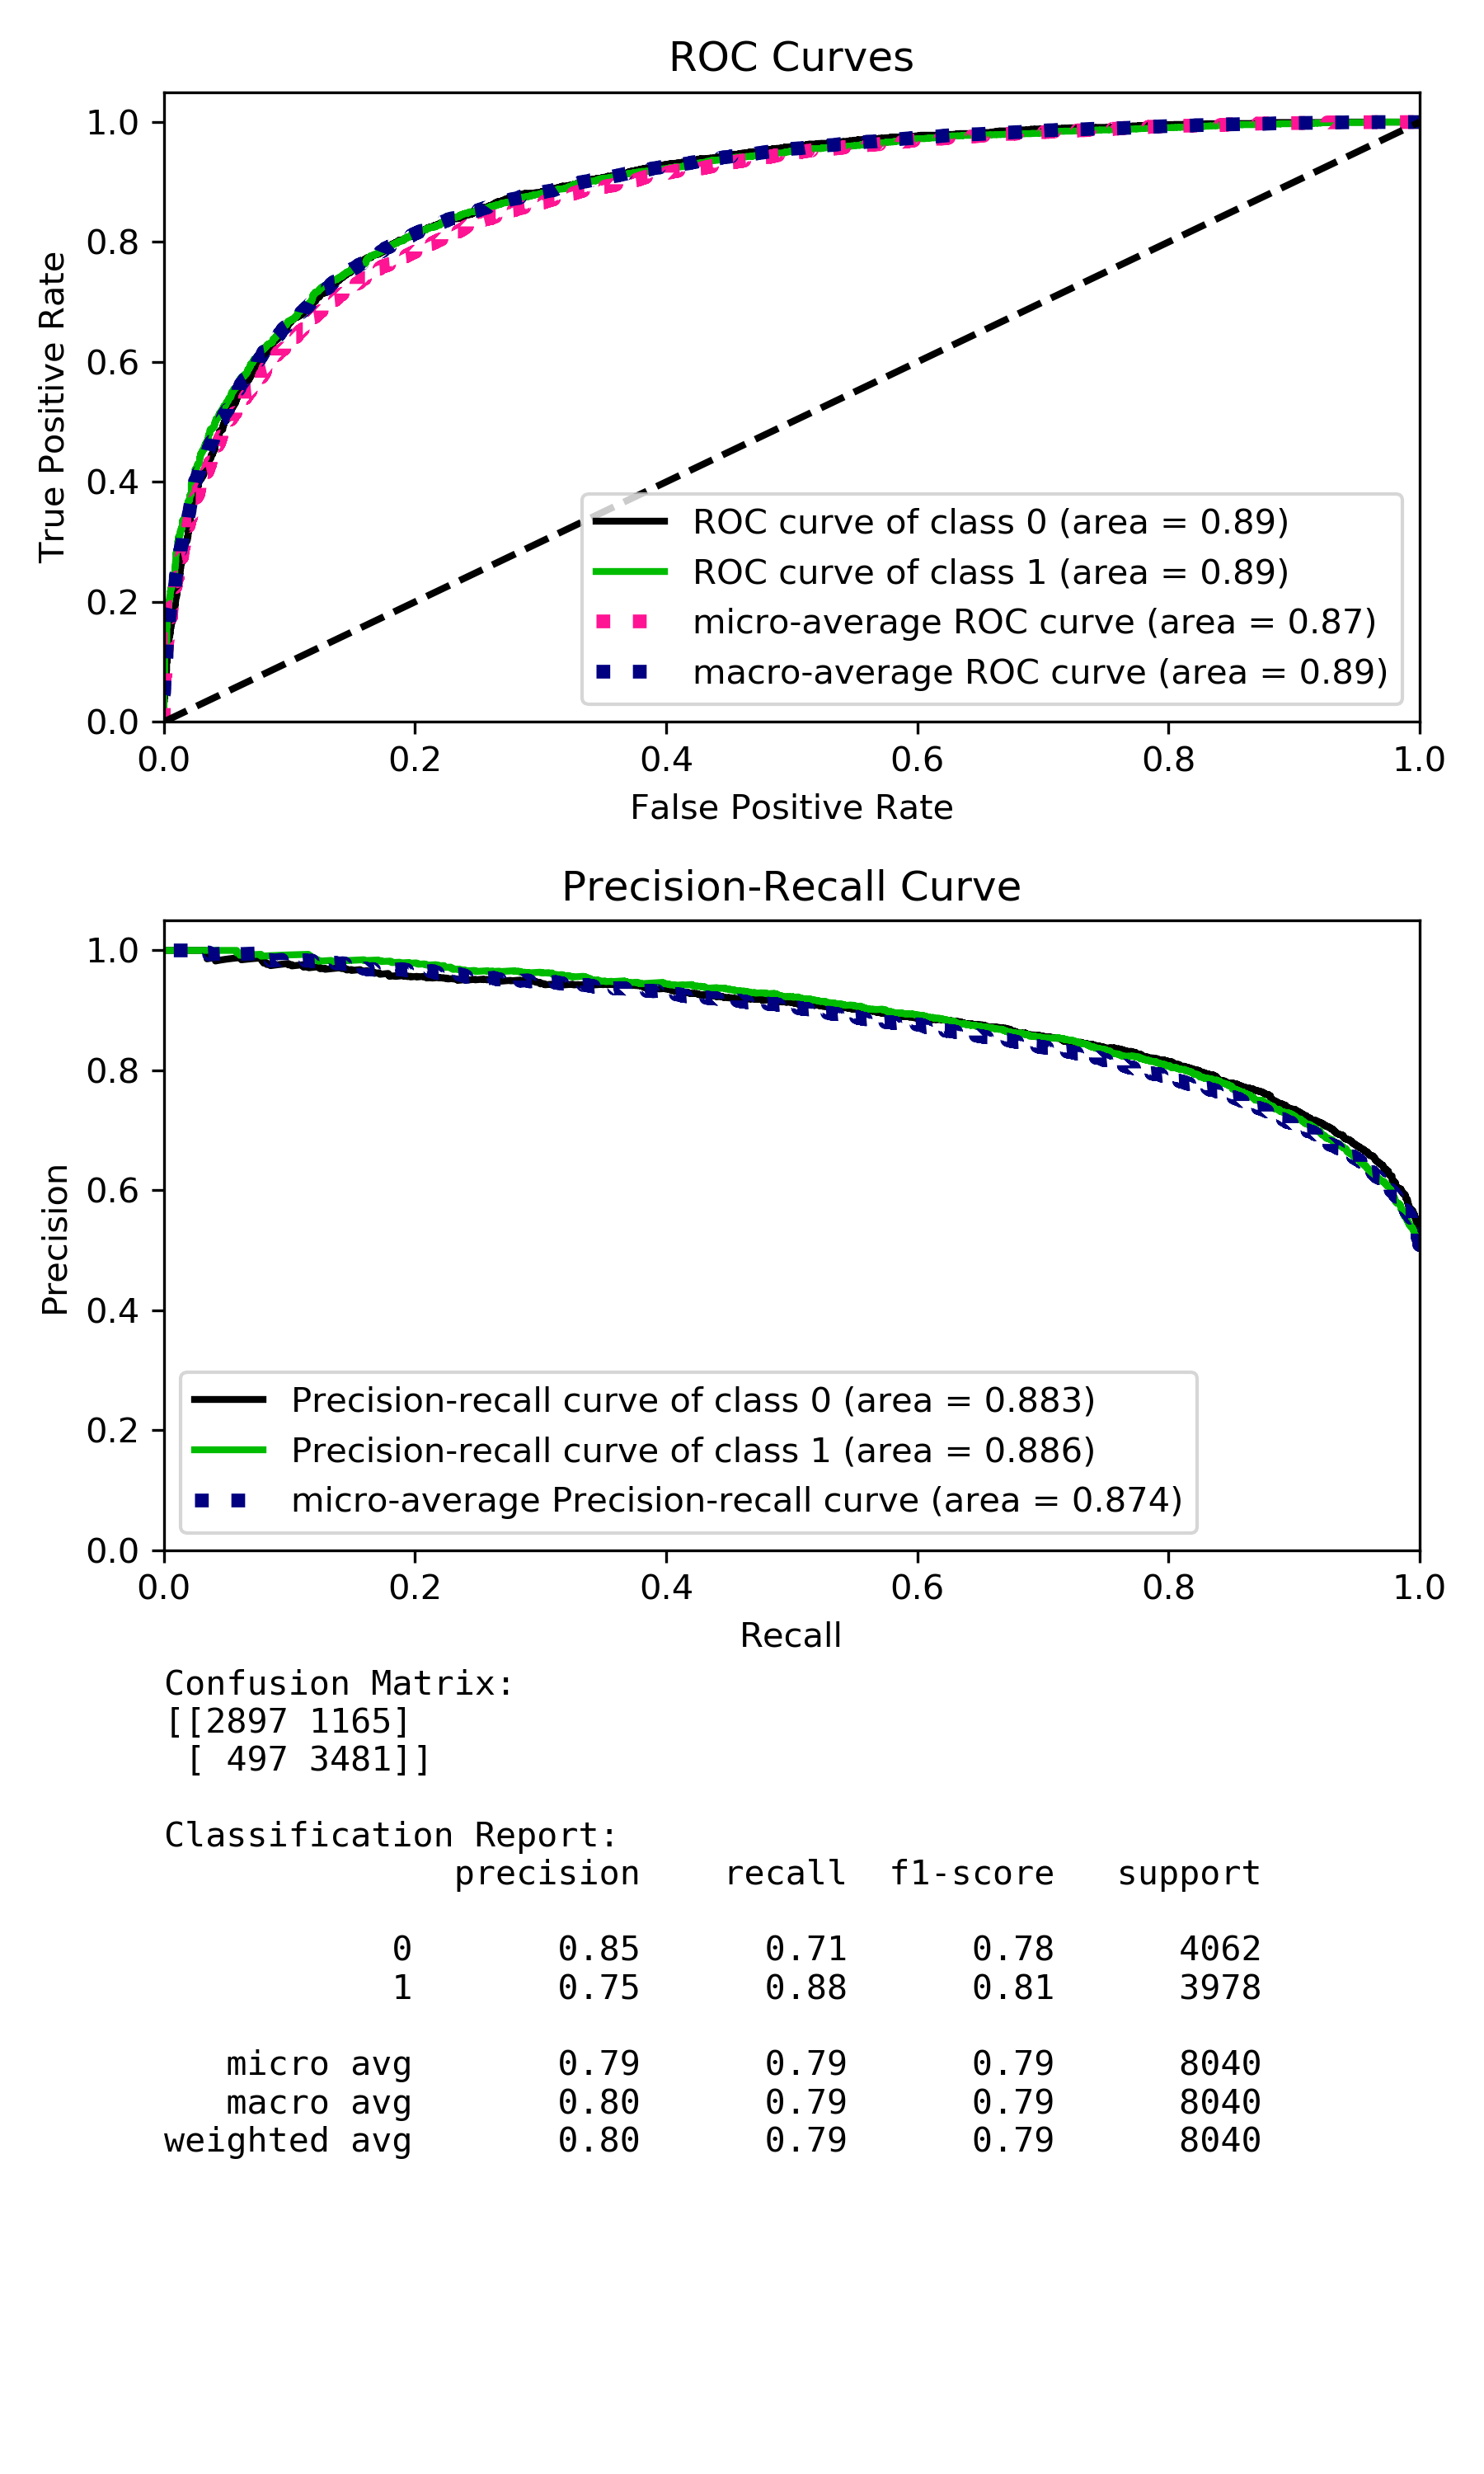 ROC Curves
1.0
0.8
0.6
0.4
0.2
0.0
True Positive Rate
ROC curve of class 0 (area = 0.89)
ROC curve of class 1 (area = 0.89)
micro-average ROC curve (area = 0.87)
macro-average ROC curve (area = 0.89)
0.0 0.2 0.4 0.6 0.8 1.0
False Positive Rate
Precision-Recall Curve
1.0
0.8
0.6
0.4
0.2
0.0
Precision
Precision-recall curve of class 0 (area = 0.883)
Precision-recall curve of class 1 (area = 0.886)
micro-average Precision-recall curve (area = 0.874)
0.0 0.2 0.4 0.6 0.8 1.0
Recall
Confusion Matrix:
[[2897 1165]
 [ 497 3481]]
Classification Report:
              precision    recall  f1-score   support
           0       0.85      0.71      0.78      4062
           1       0.75      0.88      0.81      3978
   micro avg       0.79      0.79      0.79      8040
   macro avg       0.80      0.79      0.79      8040
weighted avg       0.80      0.79      0.79      8040